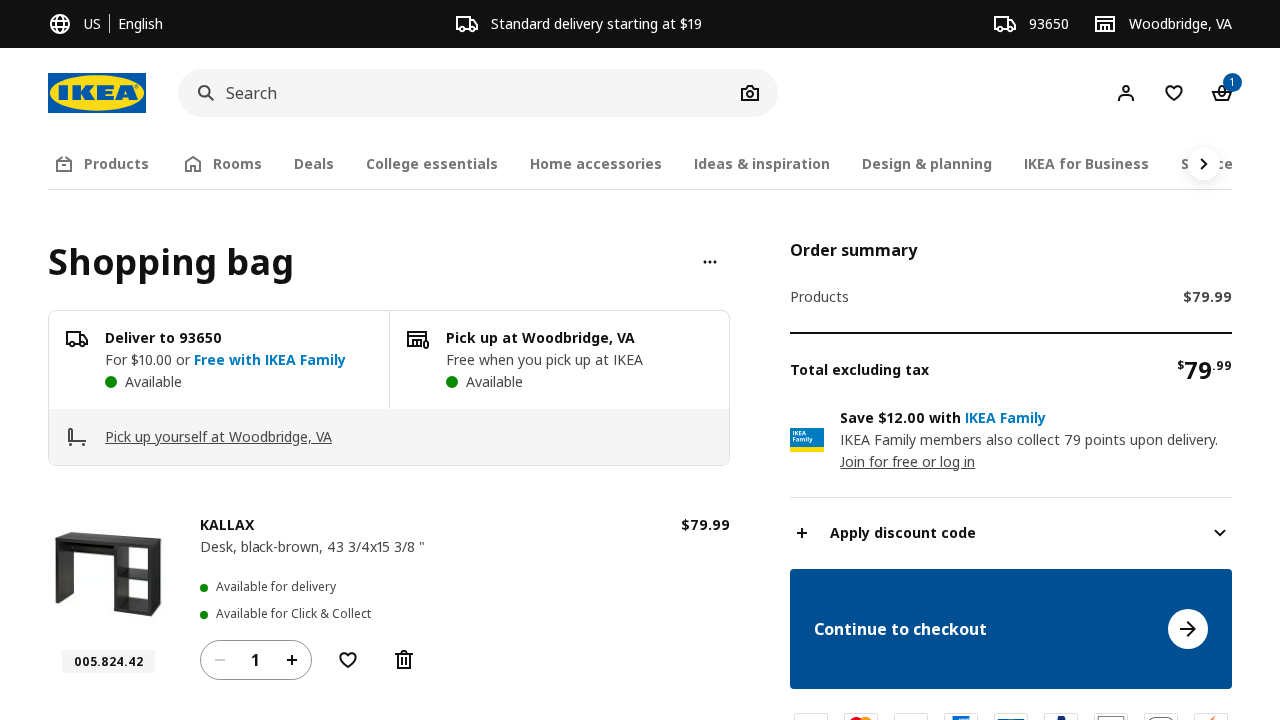 US English
Standard delivery starting at $19
93650
Woodbridge, VA
IKEA
Search
1
Products
Rooms
Deals
College essentials
Home accessories
Ideas & inspiration
Design & planning
IKEA for Business
Shopping bag
Deliver to 93650
For $10.00 or Free with IKEA Family
Available
Pick up at Woodbridge, VA
Free when you pick up at IKEA
Available
Pick up yourself at Woodbridge, VA
KALLAX
$79.99
Desk, black-brown, 43 3/4x15 3/8 "
Available for delivery
Available for Click & Collect
1
005.824.42
Order summary
Products $79.99
Total excluding tax $79.99
IKEA
Family
Save $12.00 with IKEA Family
IKEA Family members also collect 79 points upon delivery.
Join for free or log in
Apply discount code
Continue to checkout